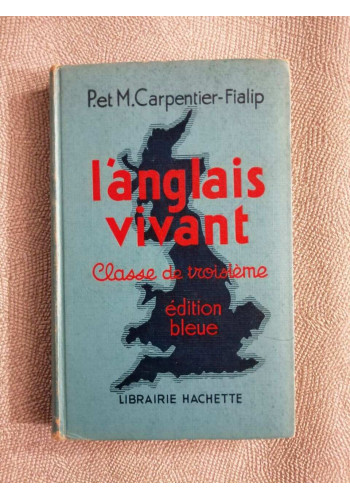 P. et M. Carpentier-Fialip
l'anglais
vivant
Classe de troisième
édition
bleue
LIBRAIRIE HACHETTE